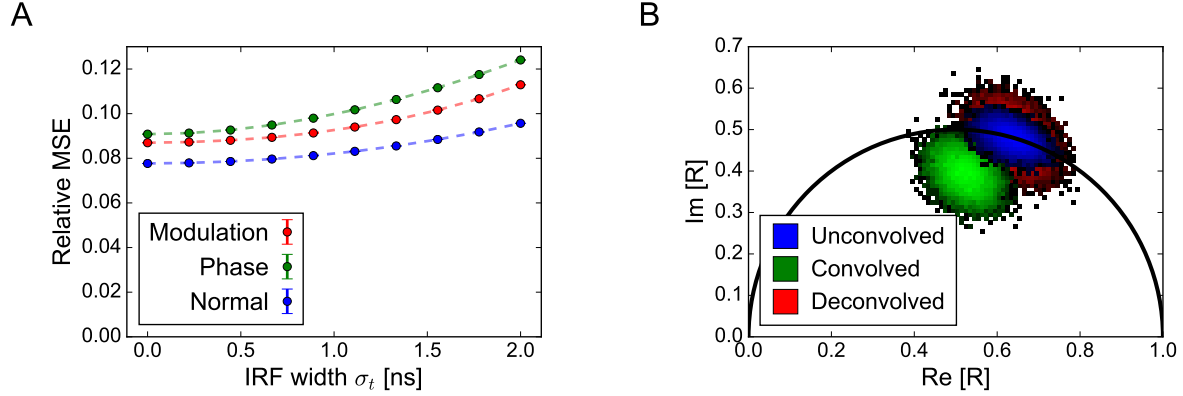 A
Relative MSE
0.12
0.10
0.08
0.06
0.04
0.02
0.00
Modulation
Phase
Normal
0.0 0.5 1.0 1.5 2.0
IRF width σt [ns]
B
Im [R]
0.7
0.6
0.5
0.4
0.3
0.2
0.1
0.0
Unconvolved
Convolved
Deconvolved
0.0 0.2 0.4 0.6 0.8 1.0
Re [R]